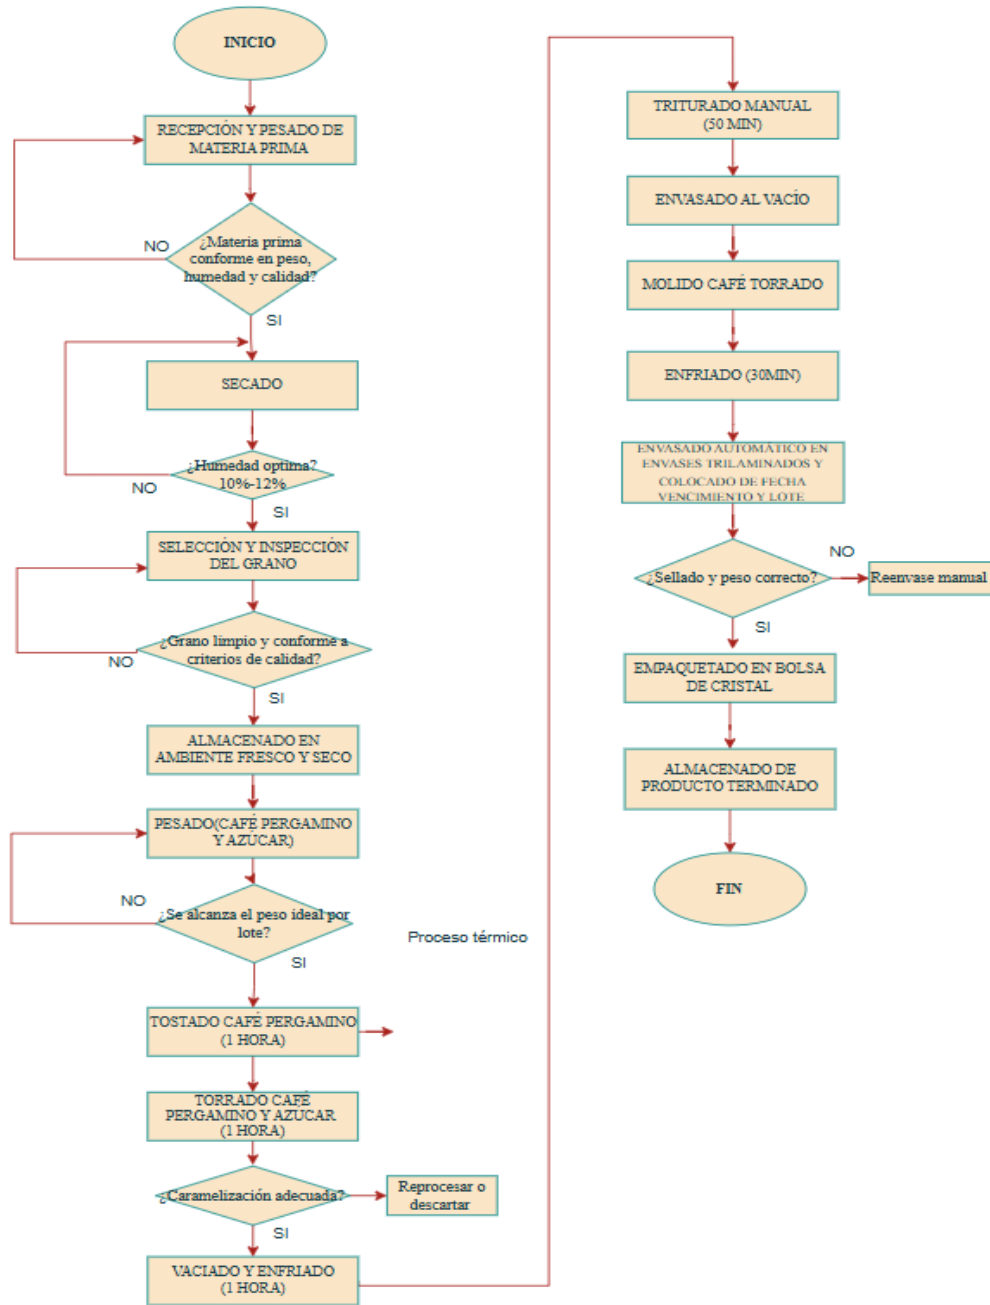 INICIO
RECEPCIÓN Y PESADO DE
MATERIA PRIMA
¿Materia prima
conforme en peso,
humedad y calidad?
NO
SI
SECADO
¿Humedad optima?
10%-12%
NO
SI
SELECCIÓN Y INSPECCIÓN
DEL GRANO
¿Grano limpio y conforme a
criterios de calidad?
NO
SI
ALMACENADO EN
AMBIENTE FRESCO Y SECO
PESADO(CAFÉ PERGAMINO
Y AZÚCAR)
¿Se alcanza el peso ideal por
lote?
NO
SI
Proceso térmico
TOSTADO CAFÉ PERGAMINO
(1 HORA)
TORRADO CAFÉ
PERGAMINO Y AZÚCAR
(1 HORA)
¿Caramelización adecuada?
Reprocesar o
descartar
SI
VACIADO Y ENFRIADO
(1 HORA)
TRITURADO MANUAL
(50 MIN)
ENVASADO AL VACÍO
MOLIDO CAFÉ TORRADO
ENFRIADO (30MIN)
ENVASADO AUTOMÁTICO EN
ENVASES TRILAMINADOS Y
COLOCADO DE FECHA
VENCIMIENTO Y LOTE
¿Sellado y peso correcto?
NO
Reenvase manual
SI
EMPAQUETADO EN BOLSA
DE CRISTAL
ALMACENADO DE
PRODUCTO TERMINADO
FIN